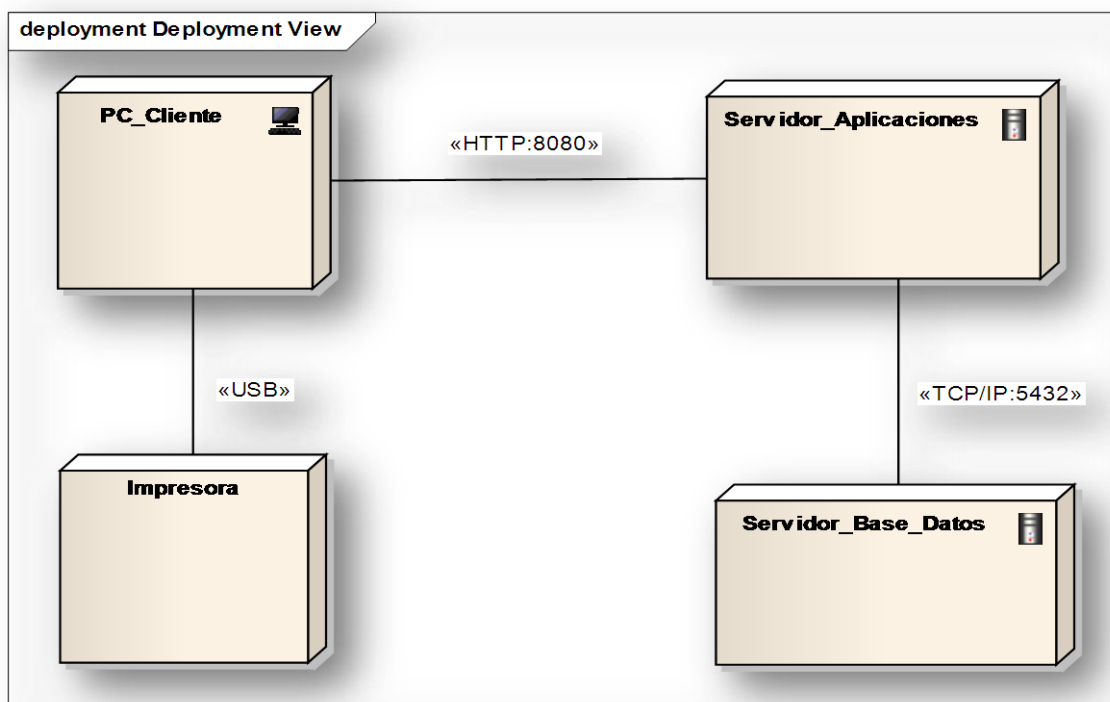 deployment Deployment View
PC_Cliente
Servidor_Aplicaciones
«HTTP:8080»
«USB»
«TCP/IP:5432»
Impresora
Servidor_Base_Datos